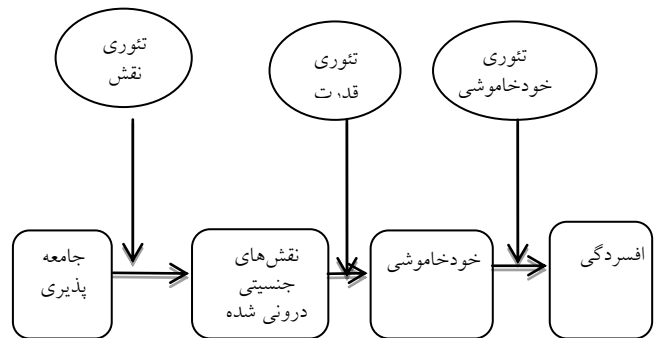 تئوری
نقش
تئوری
قدرت
تئوری
خودخاموشی
جامعه
پذیری
نقش‌های
جنسیتی
درونی شده
خودخاموشی
افسردگی